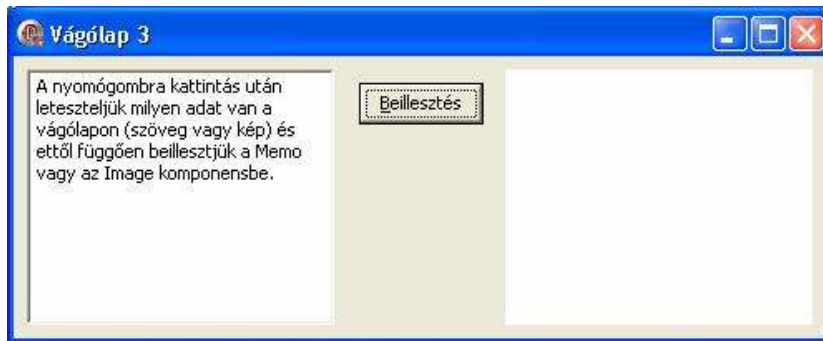 Vágólap 3
A nyomógombra kattintás után
leteszteljük milyen adat van a
vágólapon (szöveg vagy kép) és
ettől függően beillesztjük a Memo
vagy az Image komponensbe.
Beillesztés